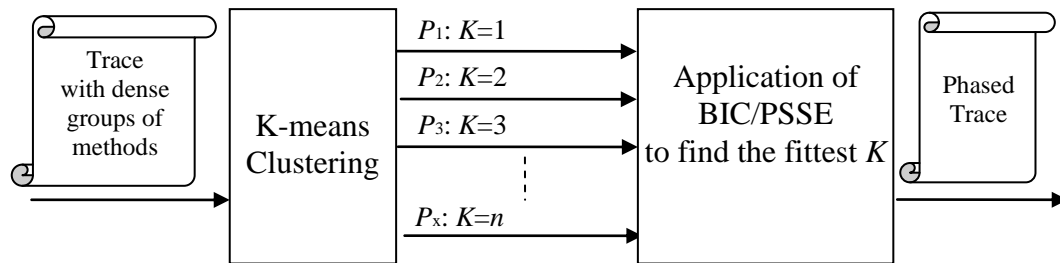 Trace
with dense
groups of
methods
K-means
Clustering
P1: K=1
P2: K=2
P3: K=3
Px: K=n
Application of
BIC/PSSE
to find the fittest K
Phased
Trace